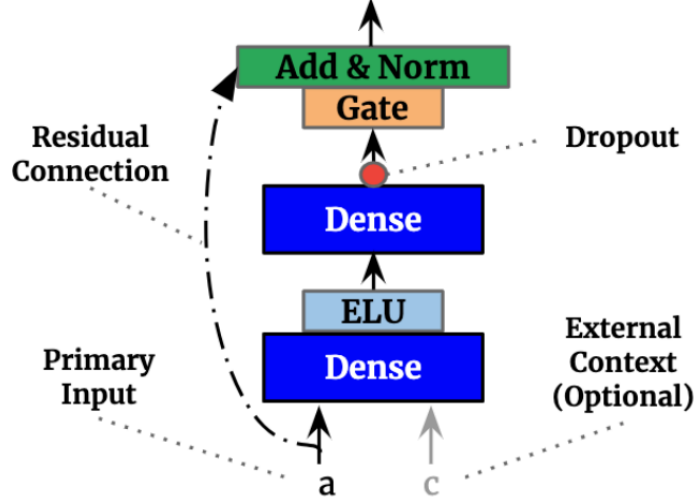 Add & Norm
Gate
Residual
Connection
Dropout
Dense
ELU
Dense
Primary
Input
External
Context
(Optional)
a
c